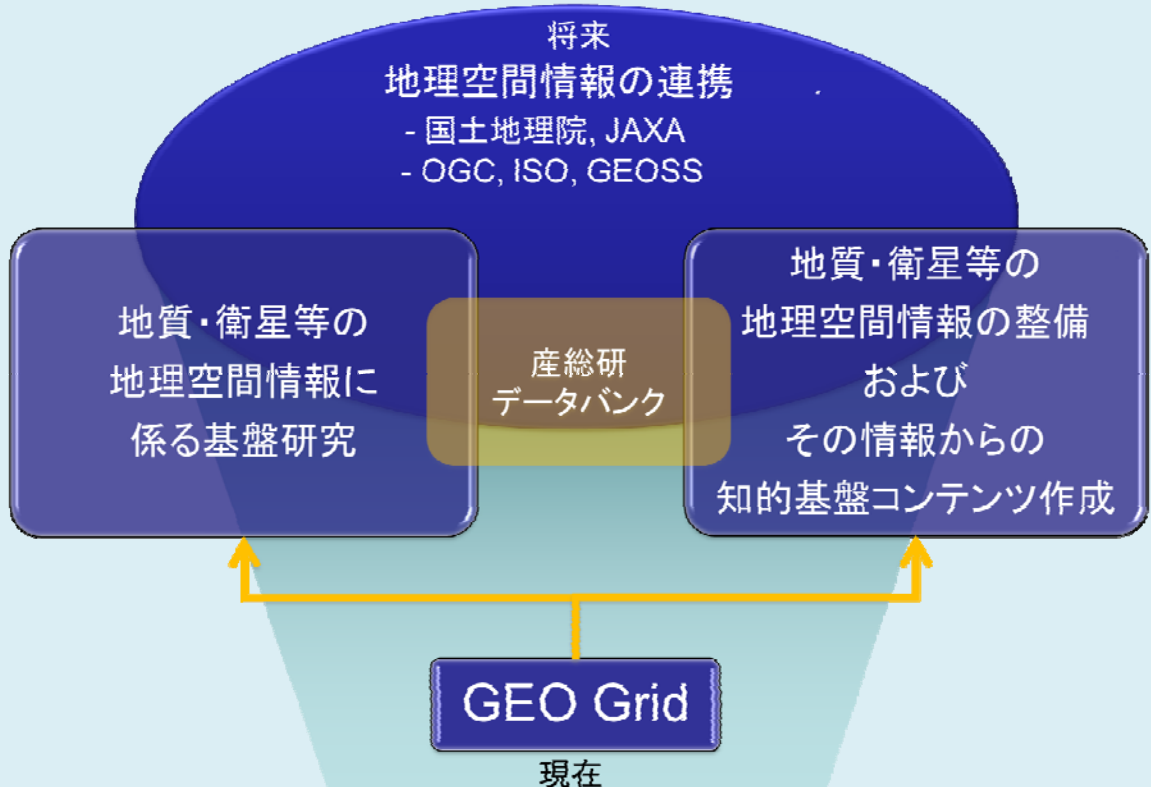 将来
地理空間情報の連携
- 国土地理院, JAXA
- OGC, ISO, GEOSS
地質・衛星等の
地理空間情報に
係る基盤研究
産総研
データバンク
地質・衛星等の
地理空間情報の整備
および
その情報からの
知的基盤コンテンツ作成
GEO Grid
現在